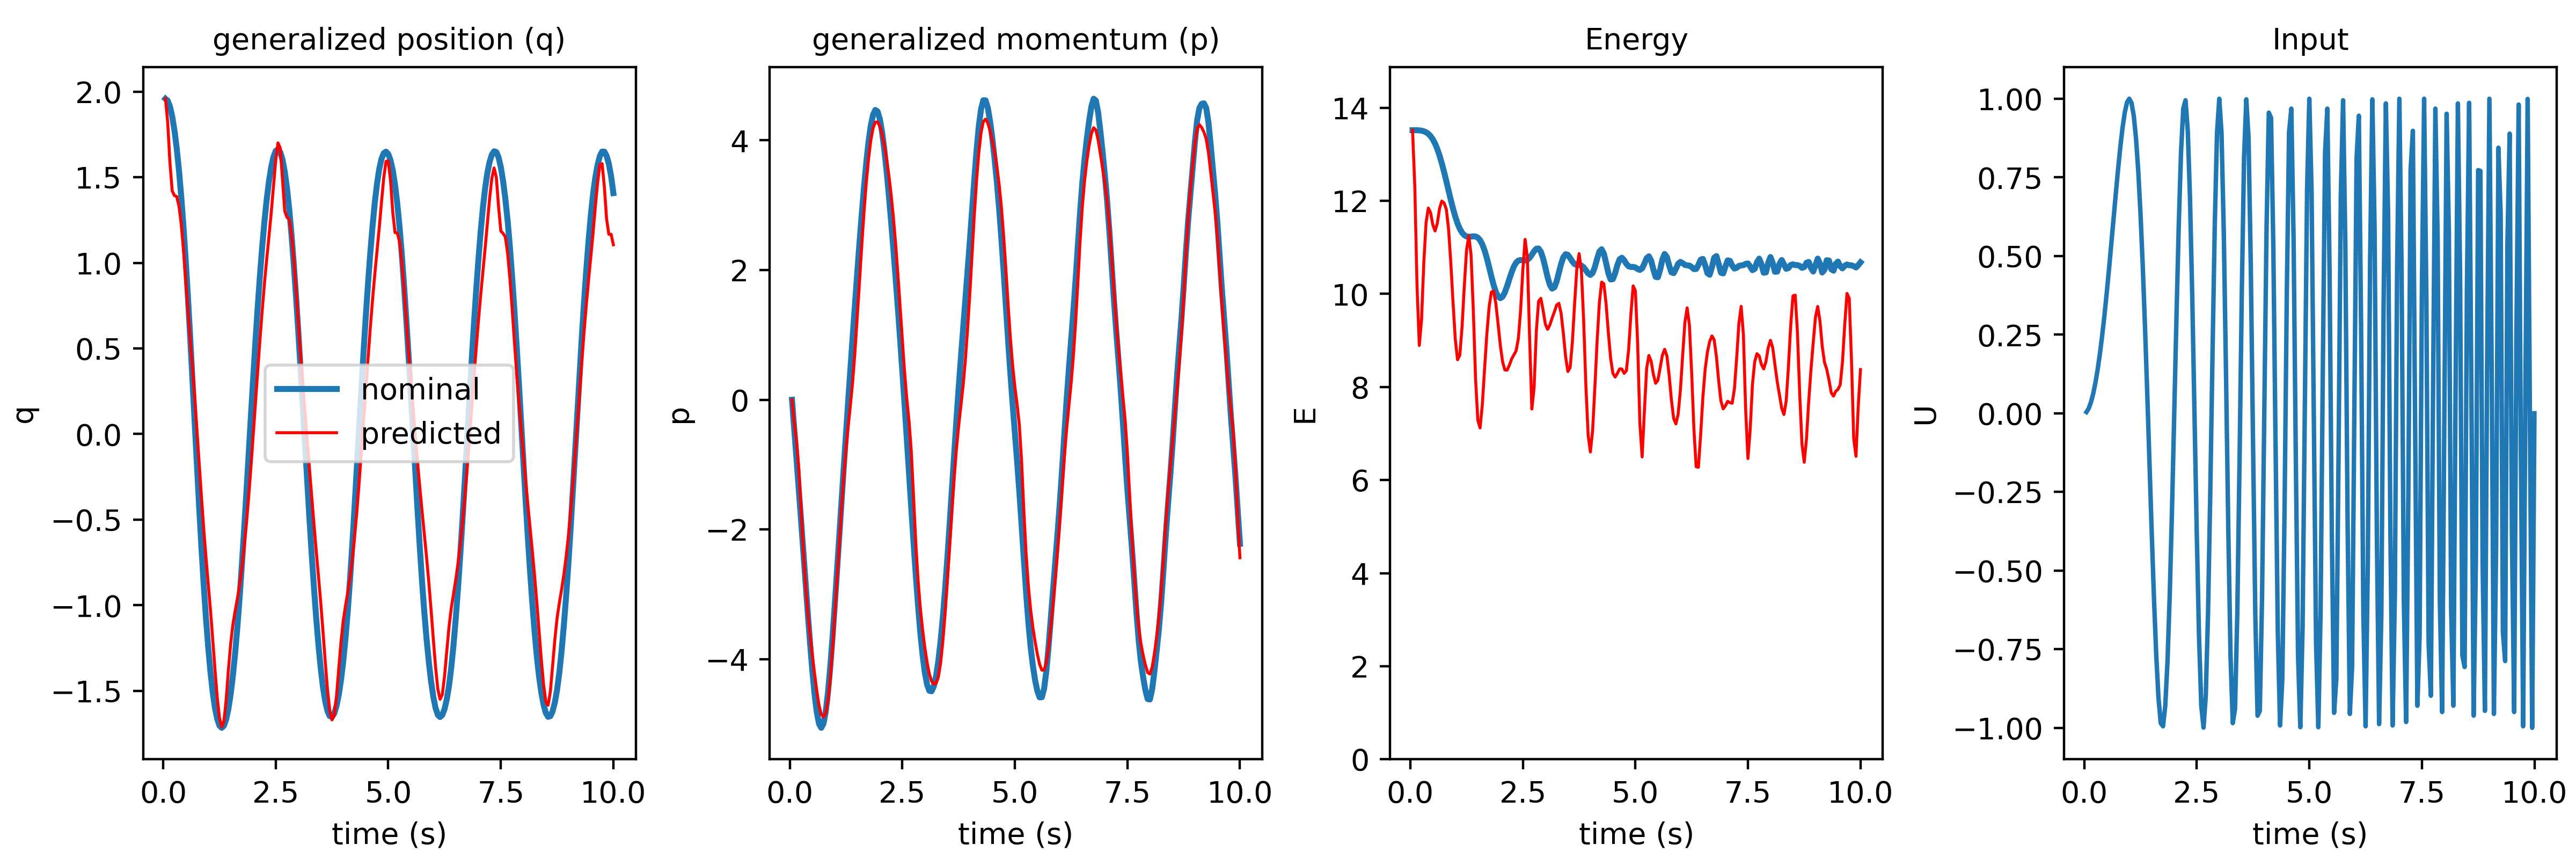 generalized position (q)
q
2.0
1.5
1.0
0.5
0.0
−0.5
−1.0
−1.5
nominal
predicted
0.0 2.5 5.0 7.5 10.0
time (s)
generalized momentum (p)
p
4
2
0
−2
−4
0.0 2.5 5.0 7.5 10.0
time (s)
Energy
E
14
12
10
8
6
4
2
0
0.0 2.5 5.0 7.5 10.0
time (s)
Input
U
1.00
0.75
0.50
0.25
0.00
−0.25
−0.50
−0.75
−1.00
0.0 2.5 5.0 7.5 10.0
time (s)